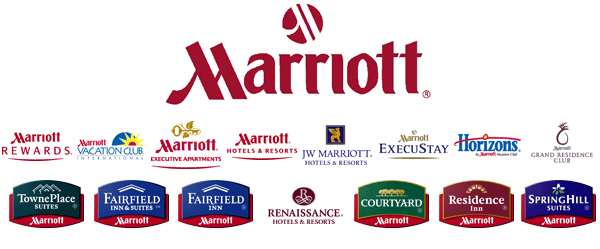 Marriott®
Marriott
REWARDS.
Marriott
VACATION CLUB
INTERNATIONAL
Marriott
EXECUTIVE APARTMENTS
Marriott
HOTELS & RESORTS
JW MARRIOTT
HOTELS & RESORTS
Marriott
EXECUSTAY
Horizons
by Marriott Vacation Club
Marriott
GRAND RESIDENCE
CLUB
TownePlace
SUITES
Marriott
FAIRFIELD
INN & SUITES
Marriott
FAIRFIELD
INN
Marriott
R
RENAISSANCE
HOTELS & RESORTS
COURTYARD
Marriott
Residence
Inn
Marriott
SPRINGHILL
SUITES
Marriott